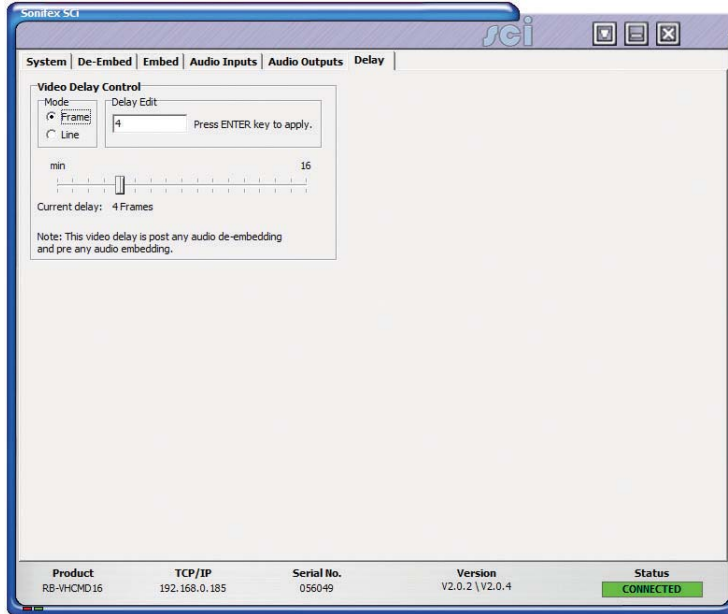 Sonifex SCi
sci
System De-Embed Embed Audio Inputs Audio Outputs Delay
Video Delay Control
Mode Delay Edit
Frame 4 Press ENTER key to apply.
Line
min 16
Current delay: 4 Frames
Note: This video delay is post any audio de-embedding
and pre any audio embedding.
Product TCP/IP Serial No. Version Status
RB-VHCMD16 192.168.0.185 056049 V2.0.2 \ V2.0.4 CONNECTED